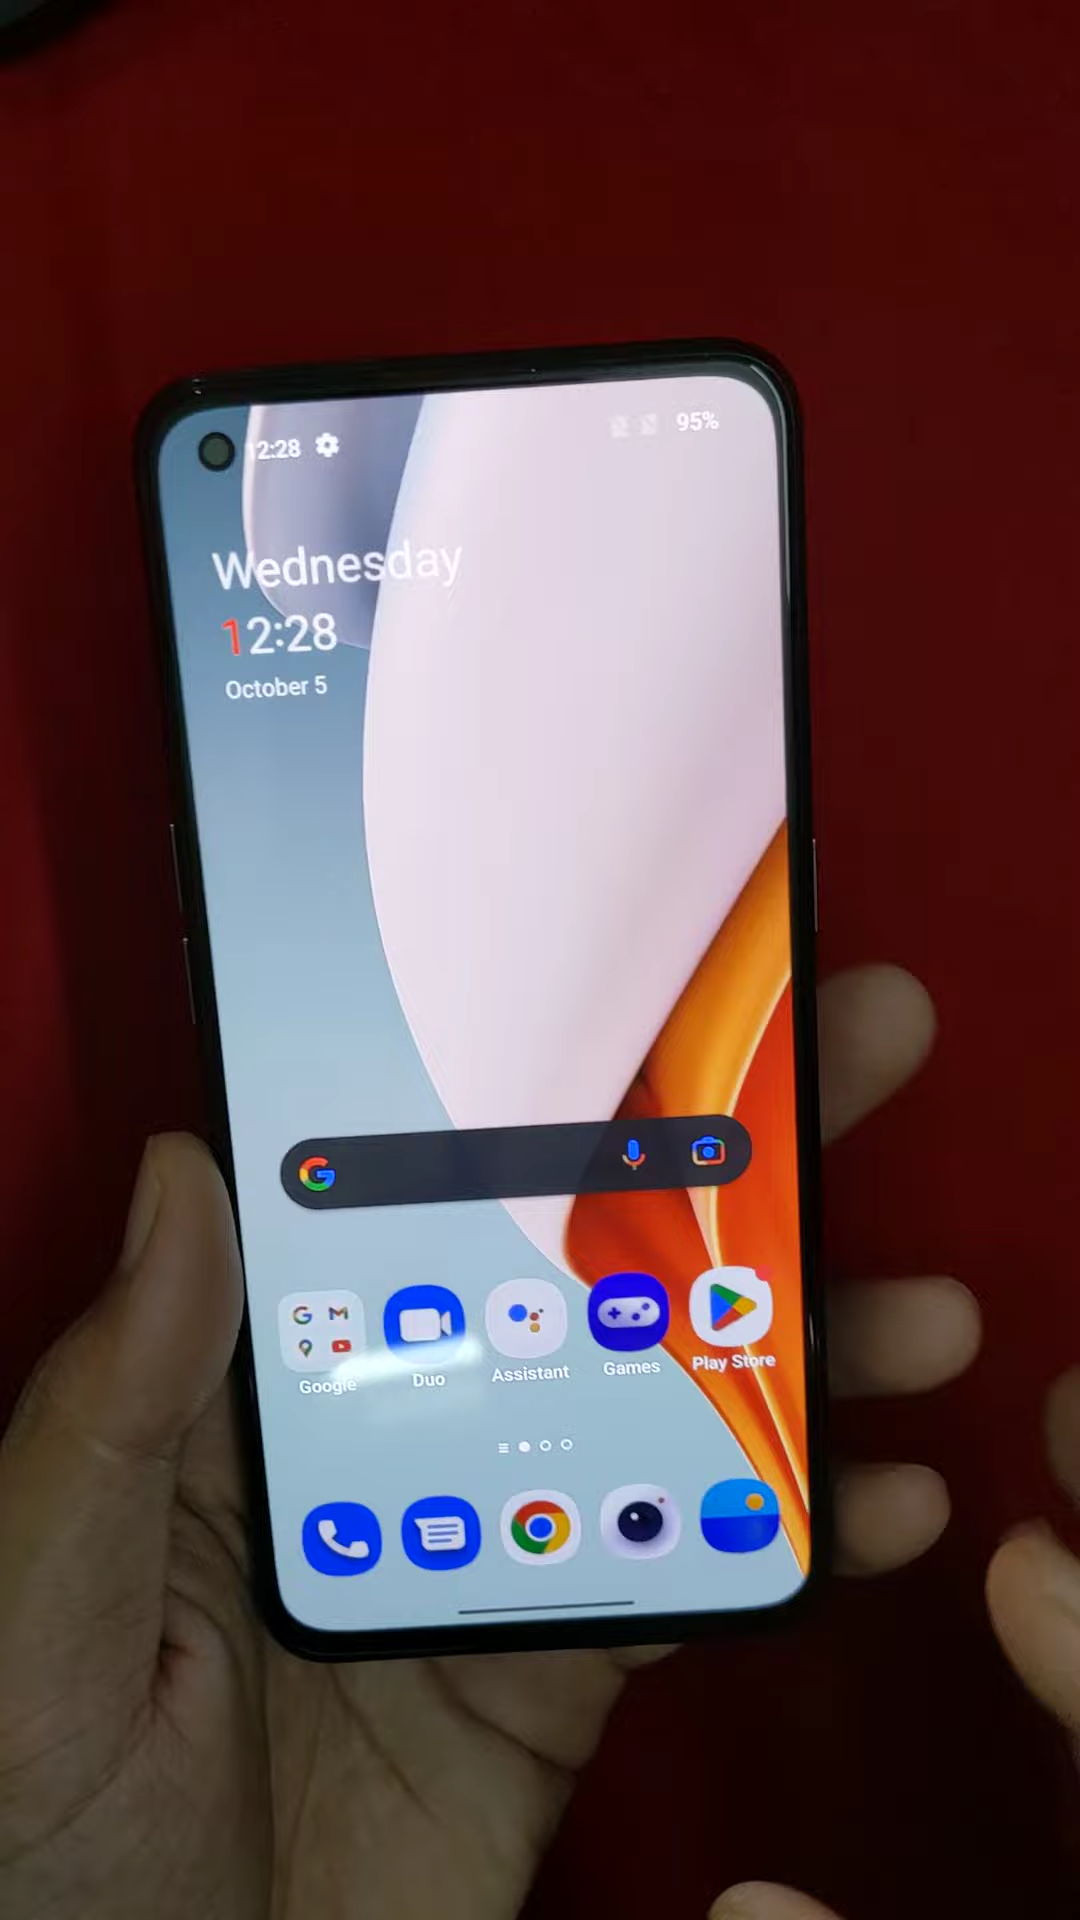 12:28
95%
Wednesday
12:28
October 5
Google
Duo
Assistant
Games
Play Store